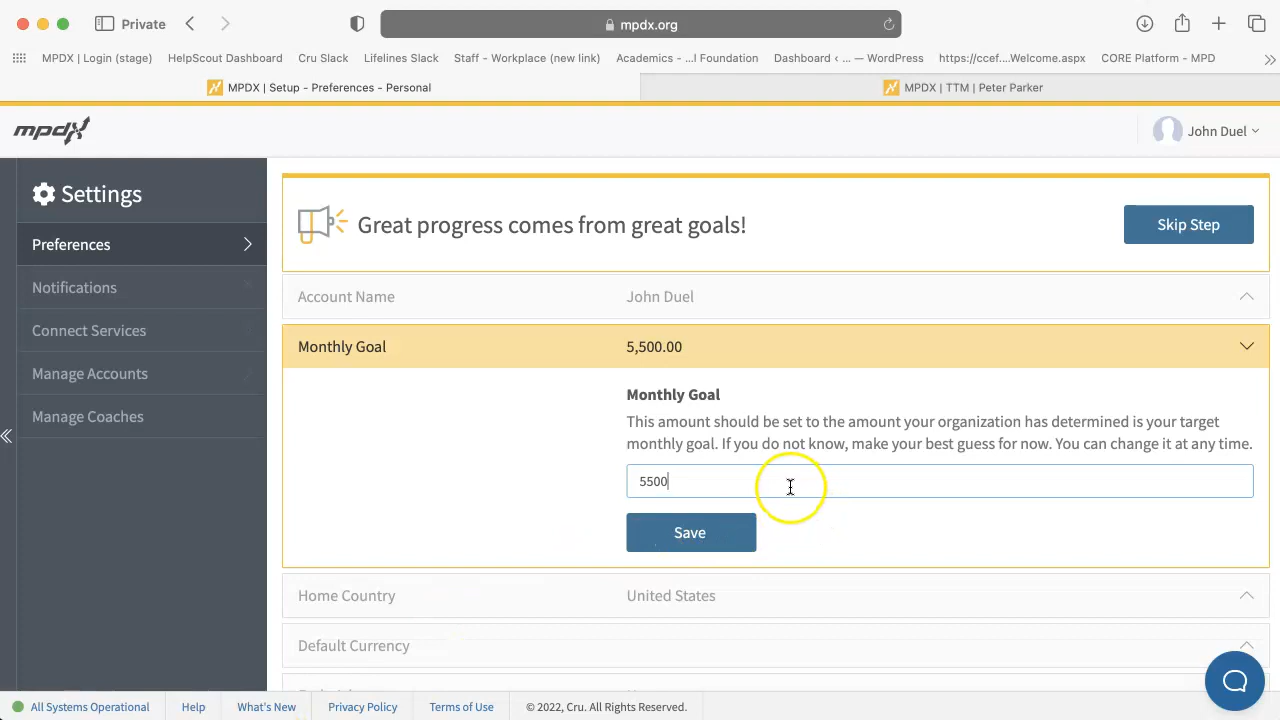 Private
mpdx.org
MPDX | Login (stage)
HelpScout Dashboard
Cru Slack
Lifelines Slack
Staff - Workplace (new link)
Academics - ...l Foundation
Dashboard ‹ ... — WordPress
https://ccef....Welcome.aspx
CORE Platform - MPD
MPDX | Setup - Preferences - Personal
MPDX | TTM | Peter Parker
mpdx
John Duel
Settings
Great progress comes from great goals!
Skip Step
Preferences
Notifications
Connect Services
Manage Accounts
Manage Coaches
Account Name
John Duel
Monthly Goal
5,500.00
Monthly Goal
This amount should be set to the amount your organization has determined is your target
monthly goal. If you do not know, make your best guess for now. You can change it at any time.
5500
Save
Home Country
United States
Default Currency
All Systems Operational
Help
What's New
Privacy Policy
Terms of Use
© 2022, Cru. All Rights Reserved.